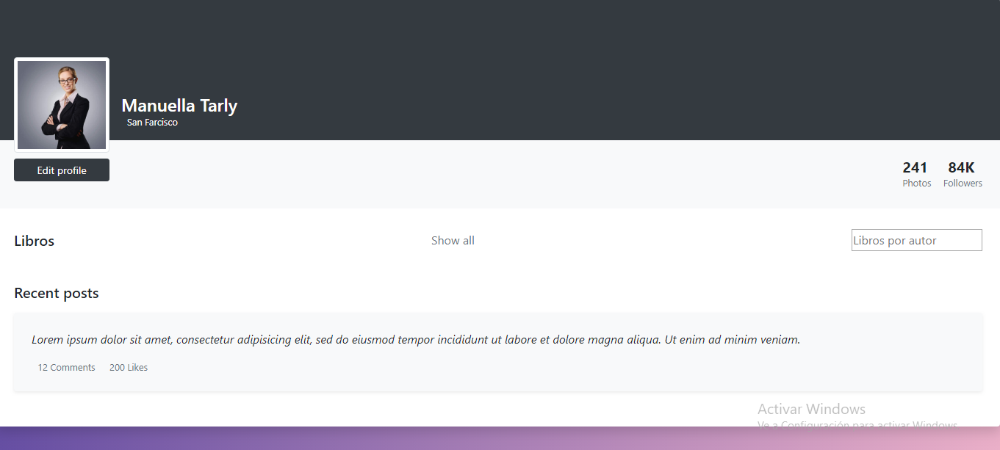 Manuella Tarly
San Farcisco
Edit profile
241 84K
Photos Followers
Libros Show all Libros por autor
Recent posts
Lorem ipsum dolor sit amet, consectetur adipisicing elit, sed do eiusmod tempor incididunt ut labore et dolore magna aliqua. Ut enim ad minim veniam.
12 Comments 200 Likes
Activar Windows
Ve a Configuración para activar Windows.